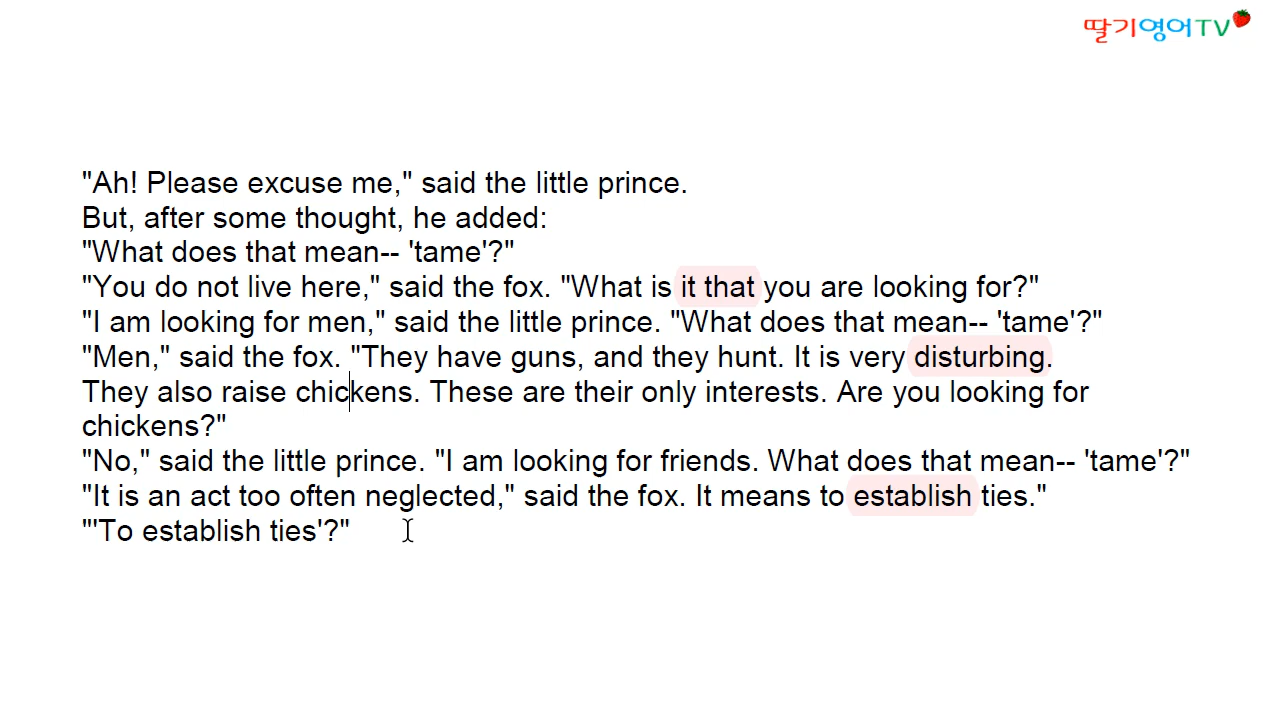 딸기영어TV
"Ah! Please excuse me," said the little prince.
But, after some thought, he added:
"What does that mean-- 'tame'?"
"You do not live here," said the fox. "What is it that you are looking for?"
"I am looking for men," said the little prince. "What does that mean-- 'tame'?"
"Men," said the fox. "They have guns, and they hunt. It is very disturbing.
They also raise chickens. These are their only interests. Are you looking for
chickens?"
"No," said the little prince. "I am looking for friends. What does that mean-- 'tame'?"
"It is an act too often neglected," said the fox. It means to establish ties."
"'To establish ties'?"